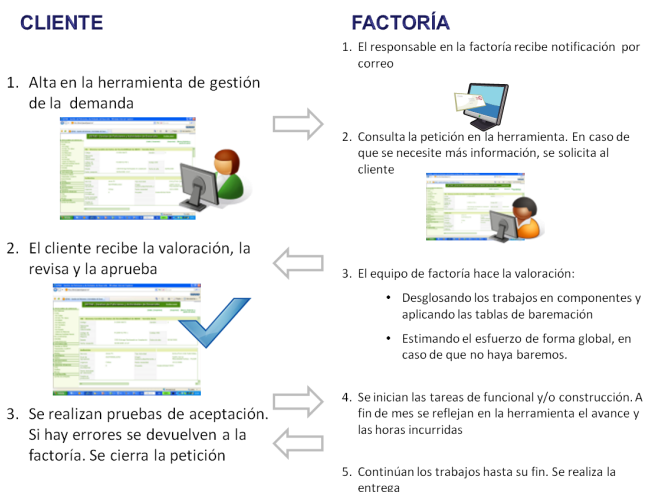 CLIENTE
1. Alta en la herramienta de gestión
de la demanda
2. El cliente recibe la valoración, la
revisa y la aprueba
3. Se realizan pruebas de aceptación.
Si hay errores se devuelven a la
factoría. Se cierra la petición
FACTORÍA
1. El responsable en la factoría recibe notificación por
correo
2. Consulta la petición en la herramienta. En caso de
que se necesite más información, se solicita al
cliente
3. El equipo de factoría hace la valoración:
• Desglosando los trabajos en componentes y
aplicando las tablas de baremación
• Estimando el esfuerzo de forma global, en
caso de que no haya baremos.
4. Se inician las tareas de funcional y/o construcción. A
fin de mes se reflejan en la herramienta el avance y
las horas incurridas
5. Continúan los trabajos hasta su fin. Se realiza la
entrega